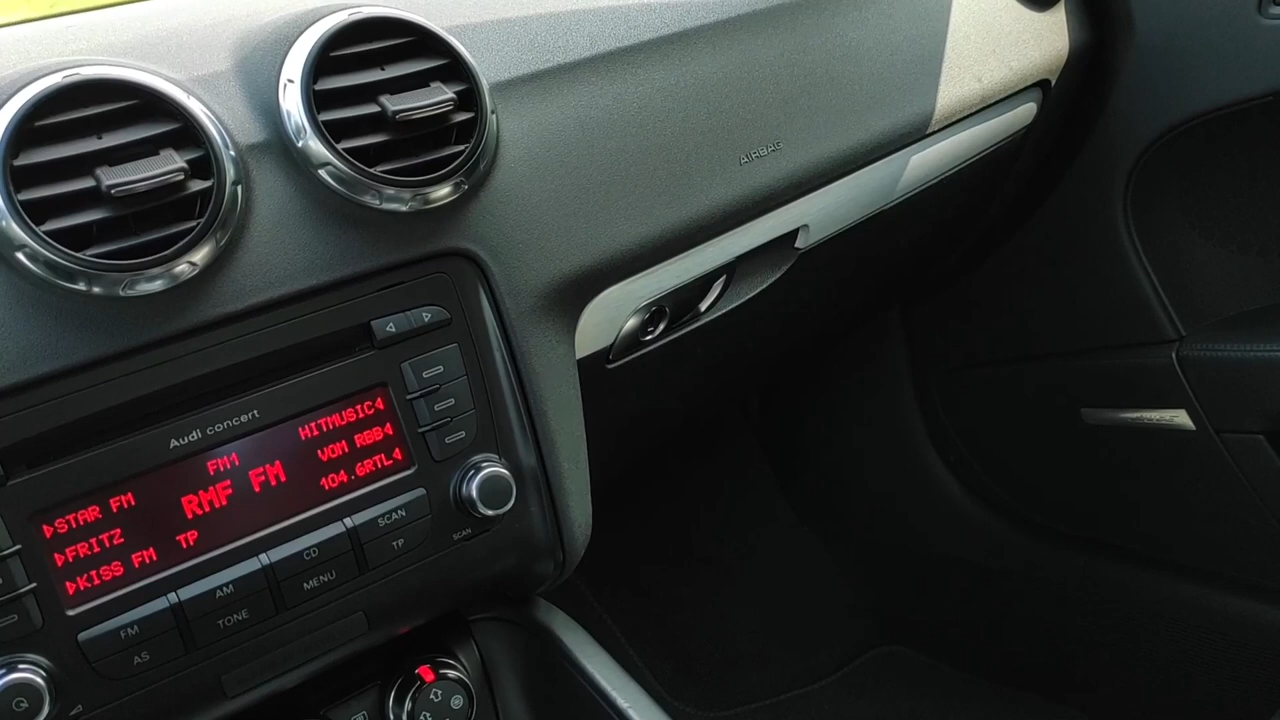 AIRBAG
Audi concert
FM1
HITMUSIC
STAR FM
RMF FM
VOM RBB
FRITZ
TP
104.6RTL
KISS FM
FM
AM
CD
SCAN
AS
TONE
MENU
TP
SCAN